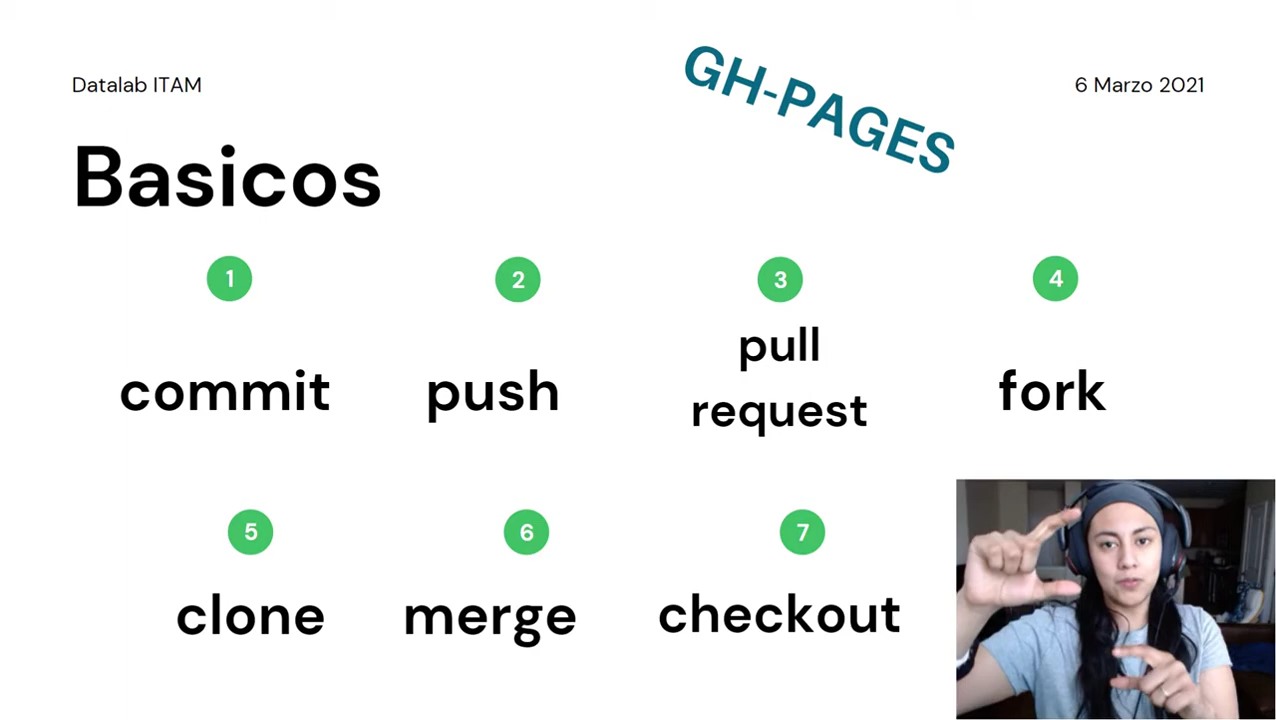 Datalab ITAM
GH-PAGES
6 Marzo 2021
Basicos
1
2
3
4
commit
push
pull
request
fork
5
6
7
clone
merge
checkout